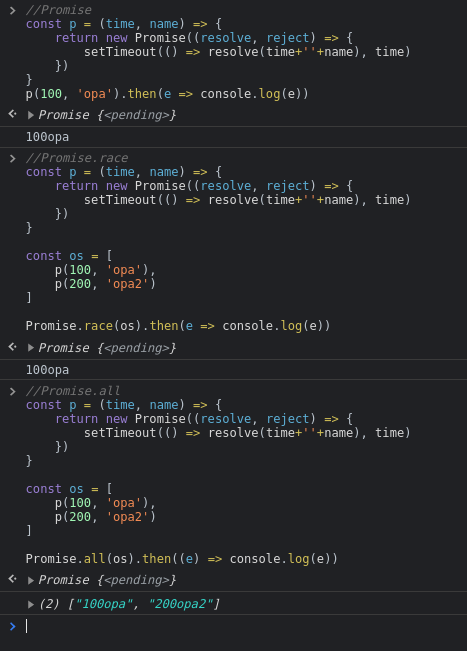 //Promise
const p = (time, name) => {
    return new Promise((resolve, reject) => {
        setTimeout(() => resolve(time+''+name), time)
    })
}
p(100, 'opa').then(e => console.log(e))
Promise {<pending>}
100opa
//Promise.race
const p = (time, name) => {
    return new Promise((resolve, reject) => {
        setTimeout(() => resolve(time+''+name), time)
    })
}

const os = [
    p(100, 'opa'),
    p(200, 'opa2')
]

Promise.race(os).then(e => console.log(e))
Promise {<pending>}
100opa
//Promise.all
const p = (time, name) => {
    return new Promise((resolve, reject) => {
        setTimeout(() => resolve(time+''+name), time)
    })
}

const os = [
    p(100, 'opa'),
    p(200, 'opa2')
]

Promise.all(os).then((e) => console.log(e))
Promise {<pending>}
(2) ["100opa", "200opa2"]